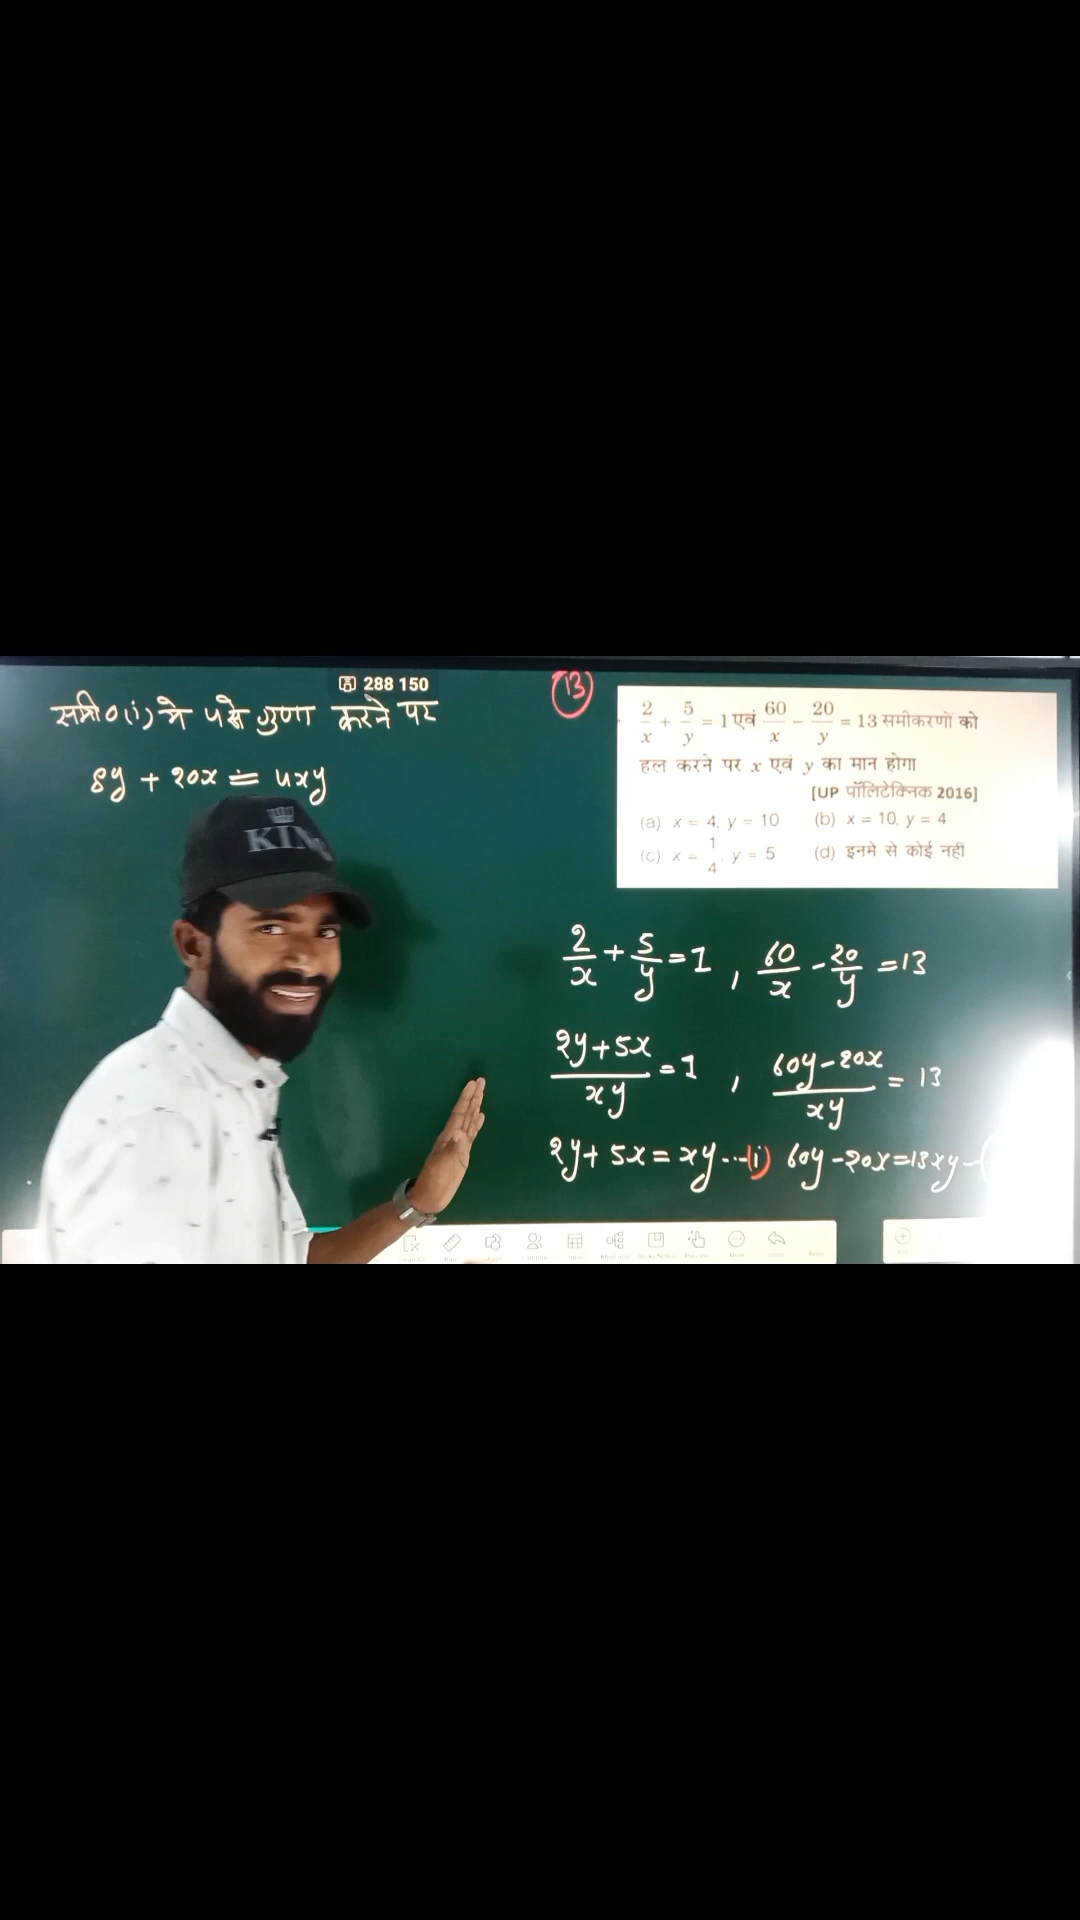 288 150
समी०(i) मे 4 से गुणा करने पर
8y + 20x = 4xy
KIN
13
2/x + 5/y = 1 एवं 60/x - 20/y = 13 समीकरणों को
हल करने पर x एवं y का मान होगा
[UP पॉलिटेक्निक 2016]
(a) x = 4, y = 10 (b) x = 10, y = 4
(c) x = 1/4, y = 5 (d) इनमे से कोई नही
2/x + 5/y = 1 , 60/x - 20/y = 13
2y+5x/xy = 1 , 60y-20x/xy = 13
2y + 5x = xy ---(i) 60y - 20x = 13xy -